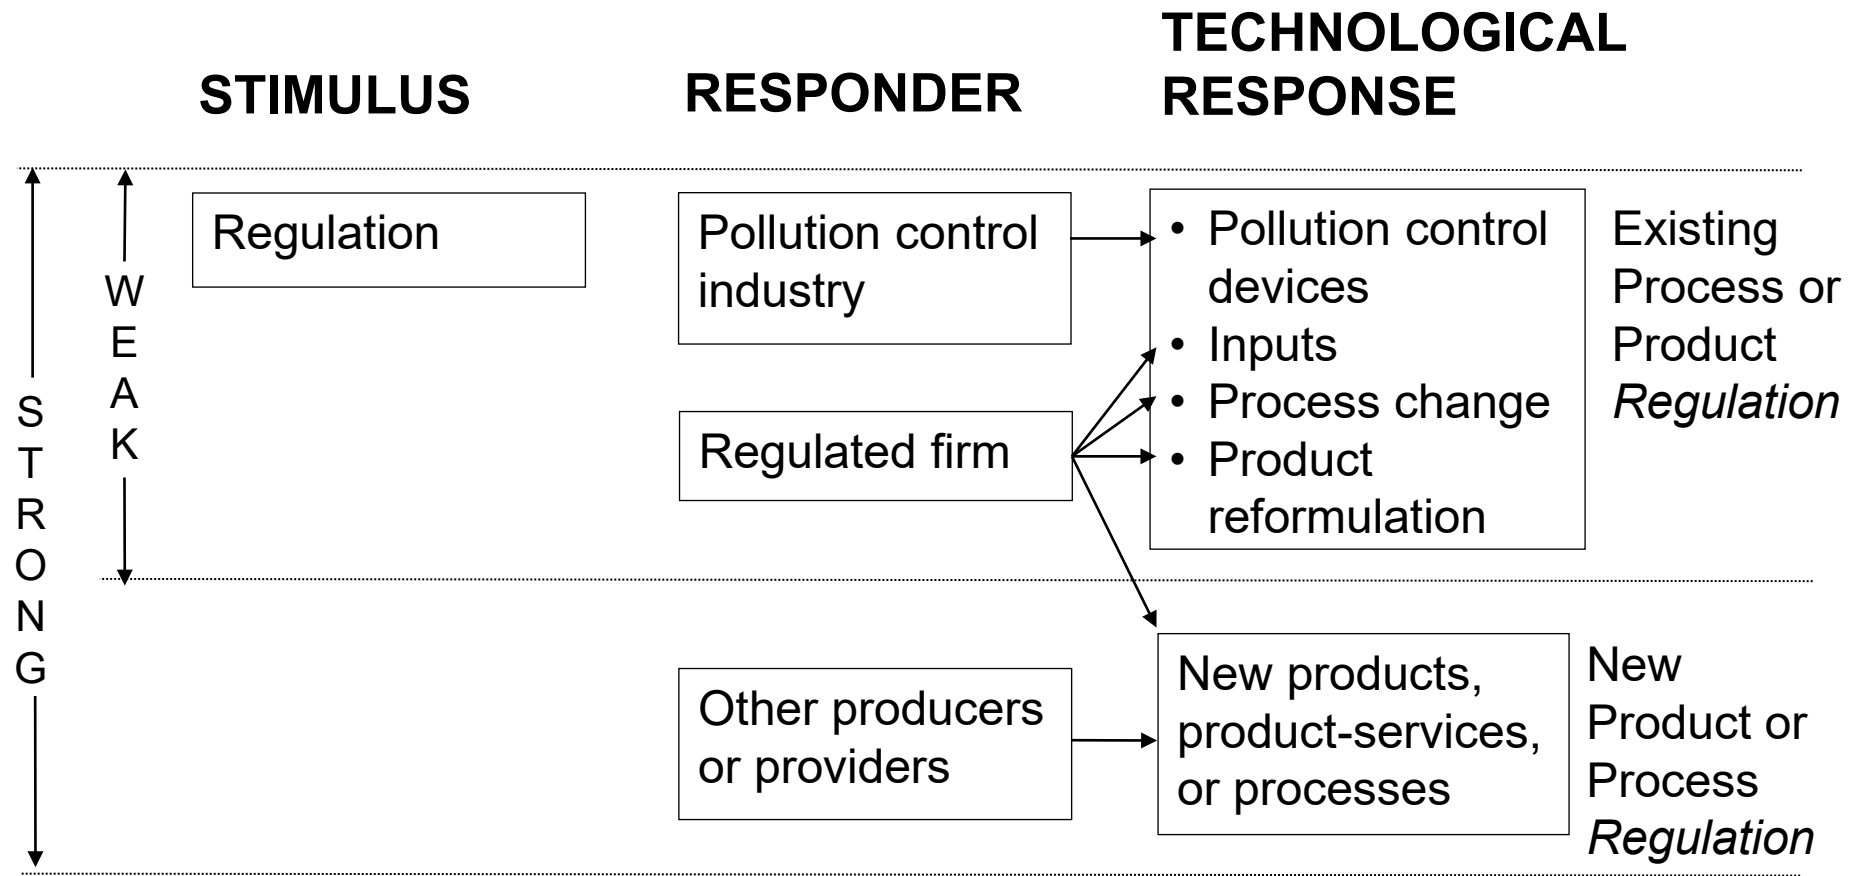 STIMULUS
RESPONDER
TECHNOLOGICAL
RESPONSE
STRONG
WEAK
Regulation
Pollution control
industry
• Pollution control
devices
• Inputs
• Process change
• Product
reformulation
Existing
Process or
Product
Regulation
Regulated firm
Other producers
or providers
New products,
product-services,
or processes
New
Product or
Process
Regulation